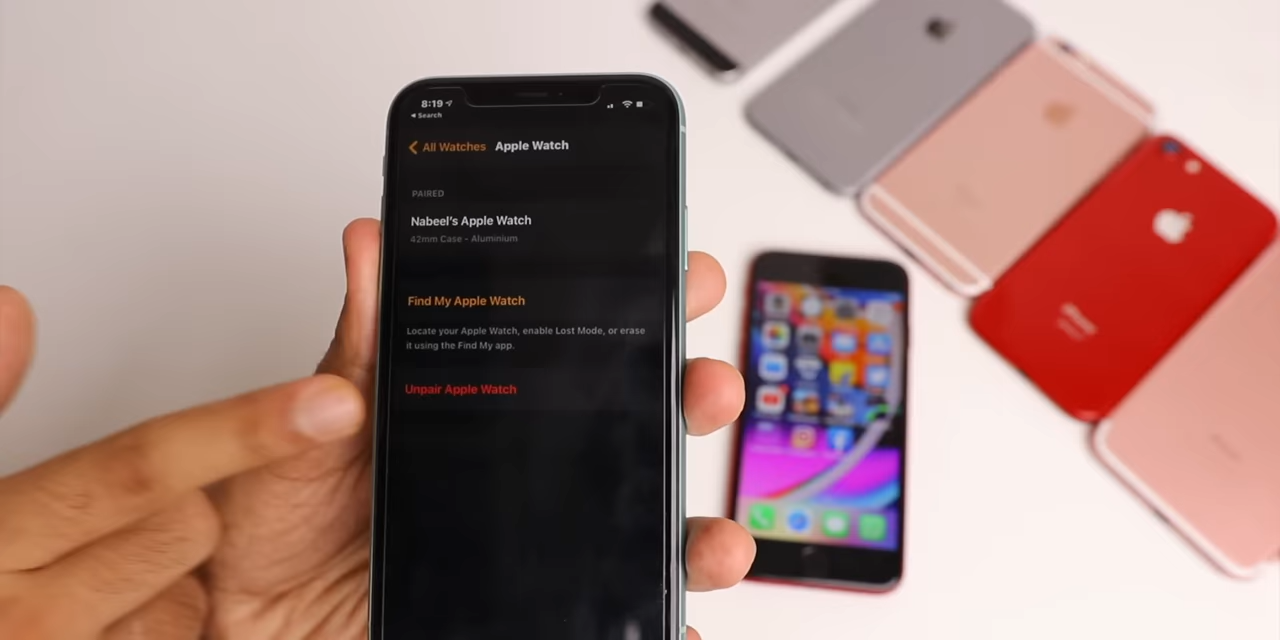 8:19
Search
All Watches
Apple Watch
PAIRED
Nabeel's Apple Watch
42mm Case - Aluminium
Find My Apple Watch
Locate your Apple Watch, enable Lost Mode, or erase
it using the Find My app.
Unpair Apple Watch